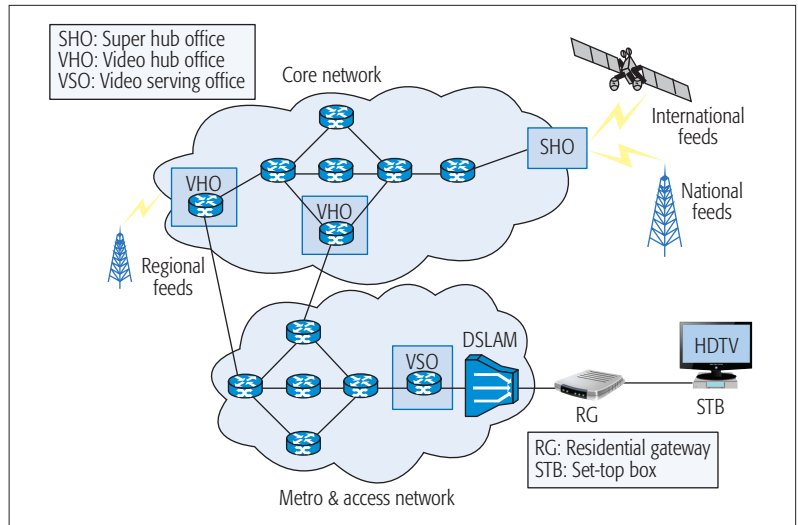 SHO: Super hub office
VHO: Video hub office
VSO: Video serving office
Core network
International
feeds
SHO
National
feeds
VHO
VHO
Regional
feeds
DSLAM
VSO
HDTV
RG
STB
RG: Residential gateway
STB: Set-top box
Metro & access network